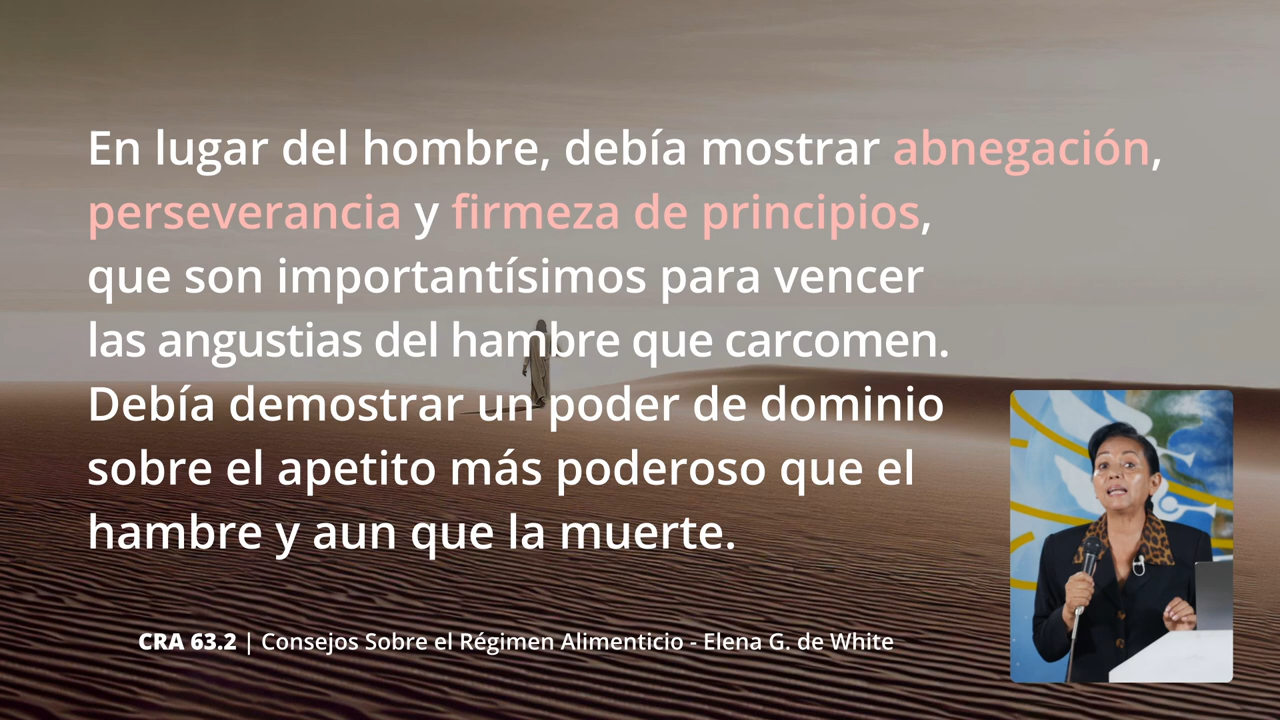 En lugar del hombre, debía mostrar abnegación,
perseverancia y firmeza de principios,
que son importantísimos para vencer
las angustias del hambre que carcomen.
Debía demostrar un poder de dominio
sobre el apetito más poderoso que el
hambre y aun que la muerte.
CRA 63.2 | Consejos Sobre el Régimen Alimenticio - Elena G. de White